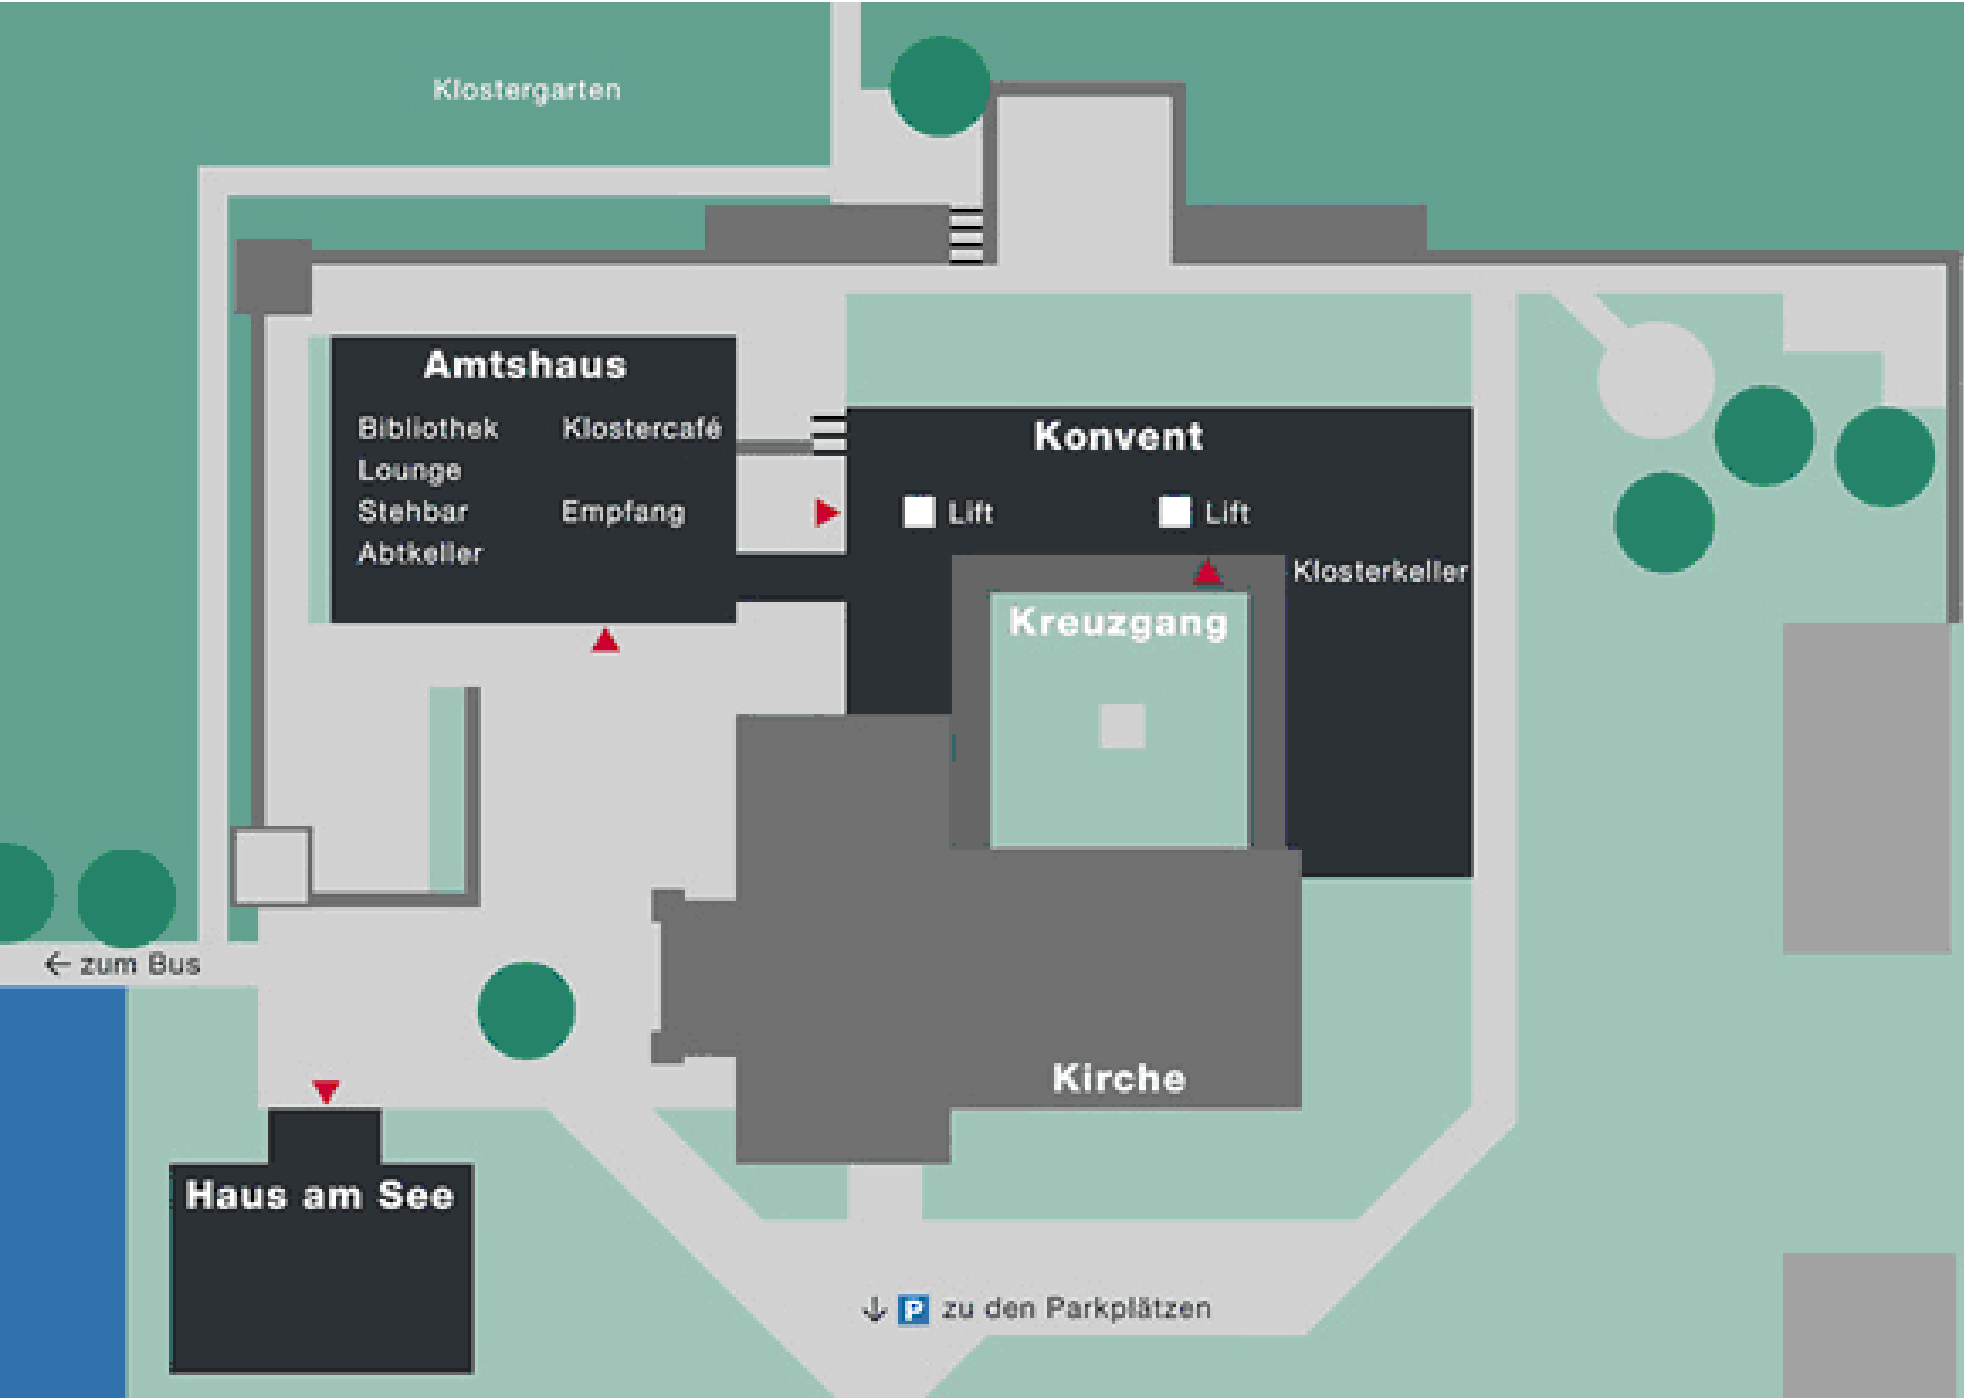 Klostergarten
Amtshaus
Bibliothek
Klostercafé
Lounge
Stehbar
Empfang
Abtkeller
Konvent
Lift
Lift
Klosterkeller
Kreuzgang
← zum Bus
Kirche
Haus am See
↓ P zu den Parkplätzen